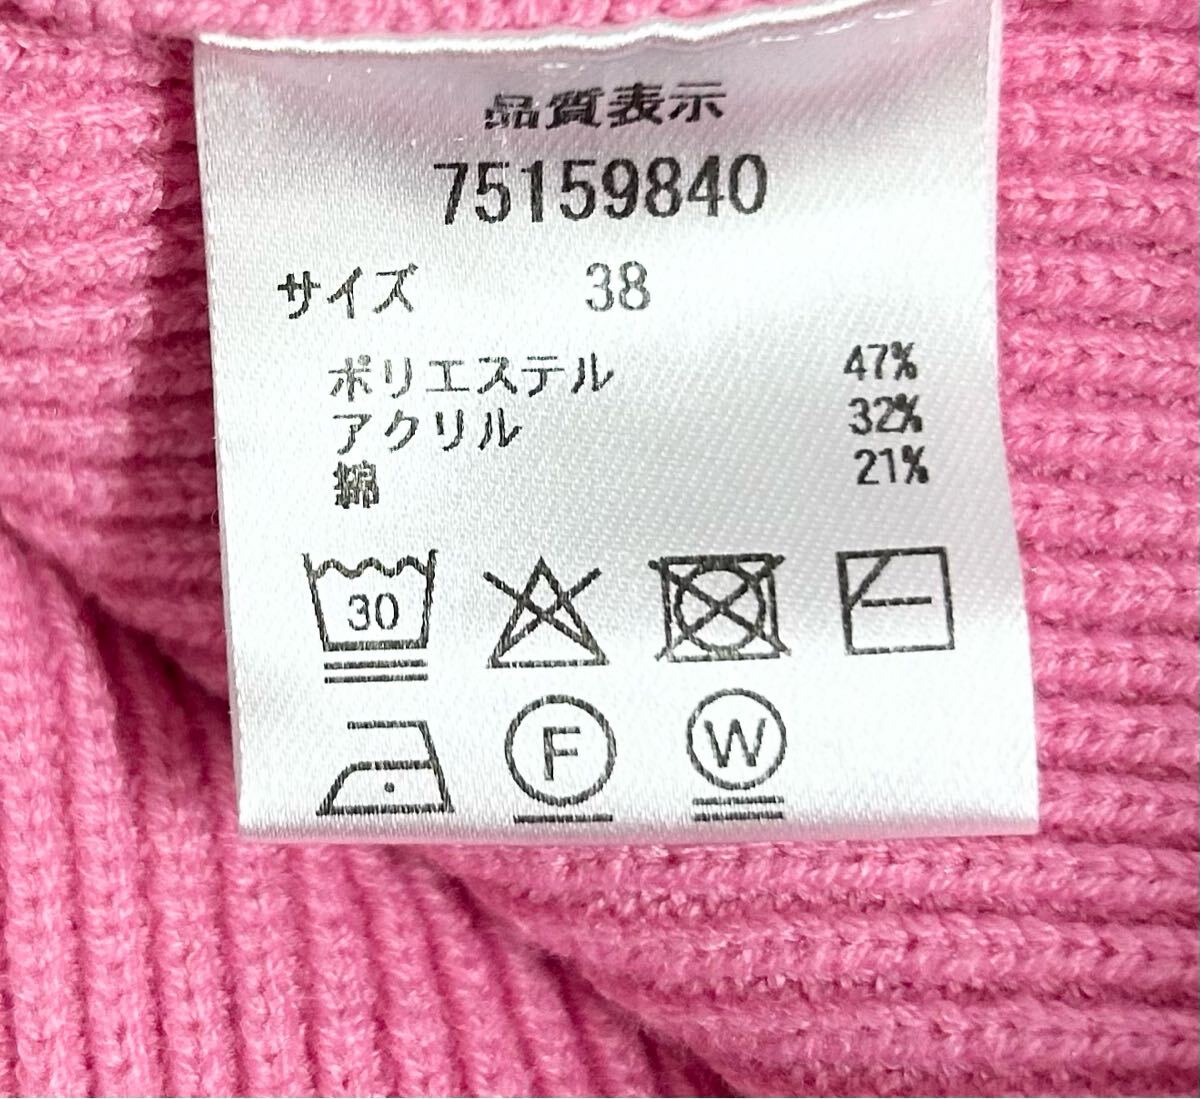 品質表示
75159840
サイズ 38
ポリエステル 47%
アクリル 32%
綿 21%
30
F W